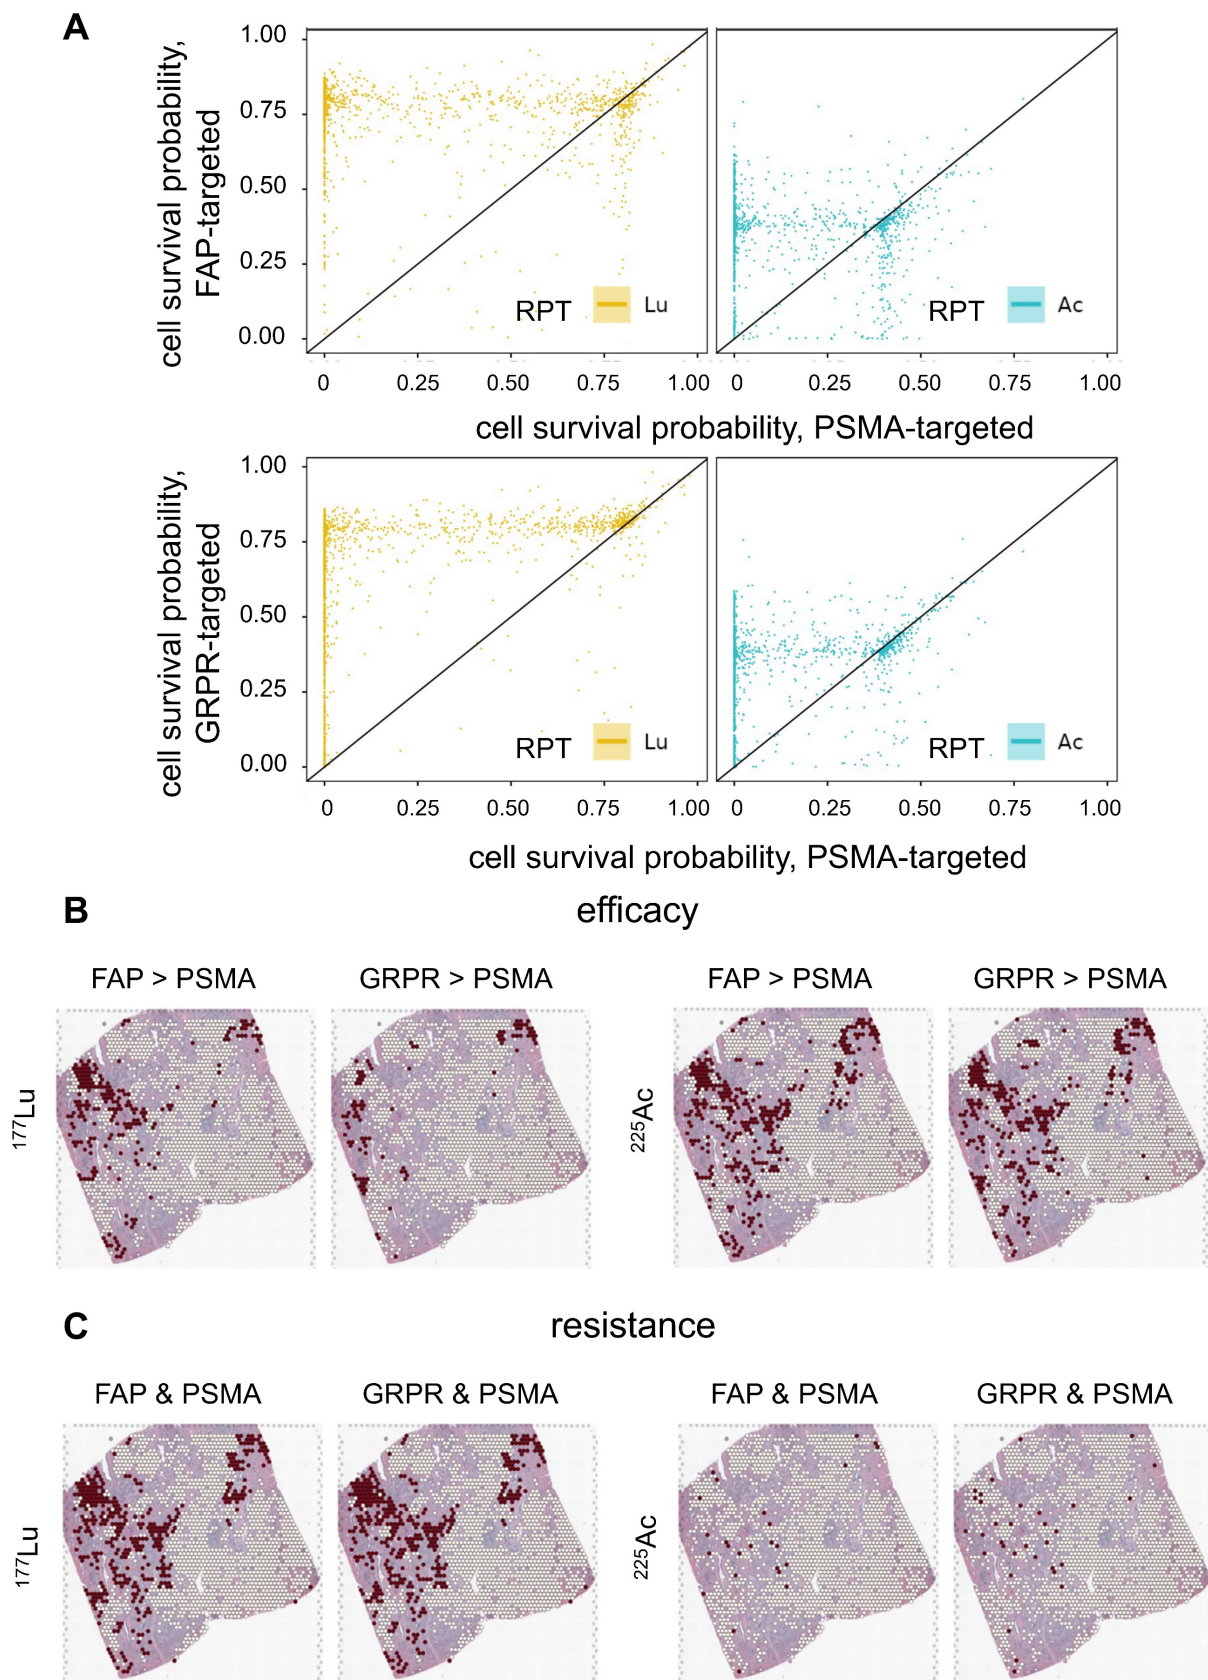 A
cell survival probability,
FAP-targeted
1.00
0.75
0.50
0.25
0.00
RPT Lu
RPT Ac
0 0.25 0.50 0.75 1.00
0 0.25 0.50 0.75 1.00
cell survival probability, PSMA-targeted
cell survival probability,
GRPR-targeted
1.00
0.75
0.50
0.25
0.00
RPT Lu
RPT Ac
0 0.25 0.50 0.75 1.00
0 0.25 0.50 0.75 1.00
cell survival probability, PSMA-targeted
B
efficacy
FAP > PSMA
GRPR > PSMA
FAP > PSMA
GRPR > PSMA
177Lu
225Ac
C
resistance
FAP & PSMA
GRPR & PSMA
FAP & PSMA
GRPR & PSMA
177Lu
225Ac